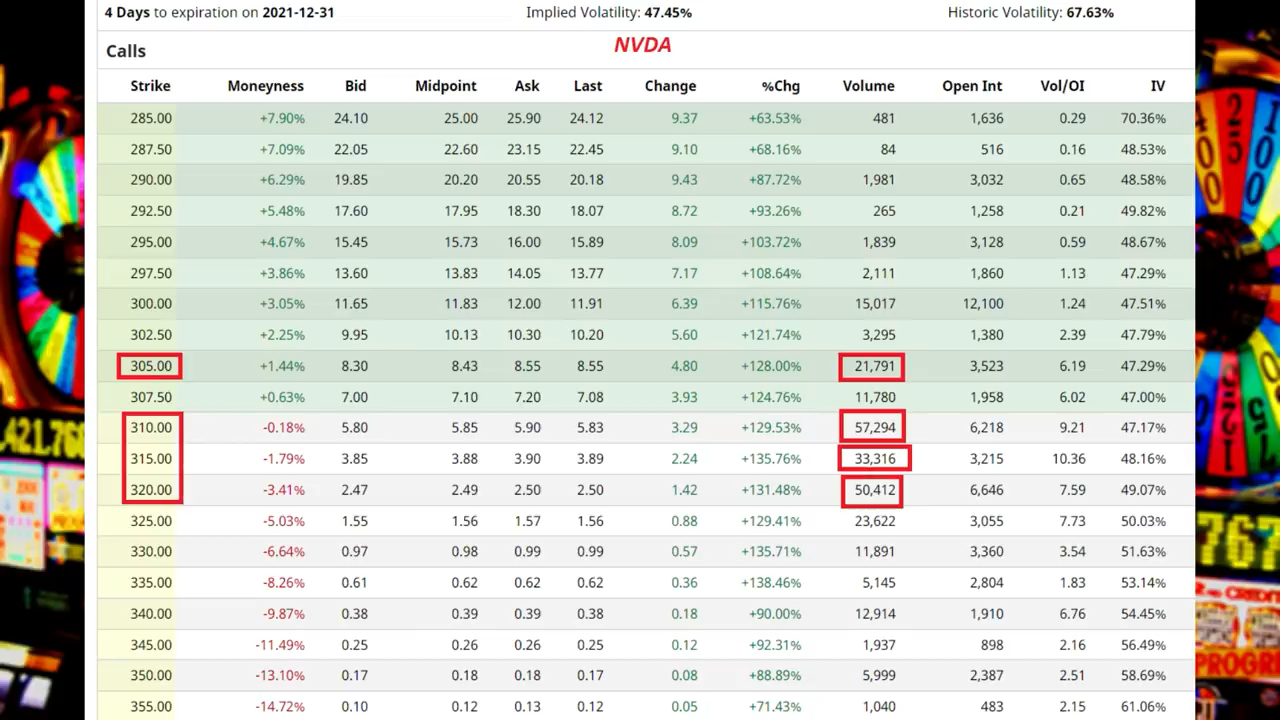 4 Days to expiration on 2021-12-31 Implied Volatility: 47.45% Historic Volatility: 67.63%
Calls NVDA
Strike Moneyness Bid Midpoint Ask Last Change %Chg Volume Open Int Vol/OI IV
285.00 +7.90% 24.10 25.00 25.90 24.12 9.37 +63.53% 481 1,636 0.29 70.36%
287.50 +7.09% 22.05 22.60 23.15 22.45 9.10 +68.16% 84 516 0.16 48.53%
290.00 +6.29% 19.85 20.20 20.55 20.18 9.43 +87.72% 1,981 3,032 0.65 48.58%
292.50 +5.48% 17.60 17.95 18.30 18.07 8.72 +93.26% 265 1,258 0.21 49.82%
295.00 +4.67% 15.45 15.73 16.00 15.89 8.09 +103.72% 1,839 3,128 0.59 48.67%
297.50 +3.86% 13.60 13.83 14.05 13.77 7.17 +108.64% 2,111 1,860 1.13 47.29%
300.00 +3.05% 11.65 11.83 12.00 11.91 6.39 +115.76% 15,017 12,100 1.24 47.51%
302.50 +2.25% 9.95 10.13 10.30 10.20 5.60 +121.74% 3,295 1,380 2.39 47.79%
305.00 +1.44% 8.30 8.43 8.55 8.55 4.80 +128.00% 21,791 3,523 6.19 47.29%
307.50 +0.63% 7.00 7.10 7.20 7.08 3.93 +124.76% 11,780 1,958 6.02 47.00%
310.00 -0.18% 5.80 5.85 5.90 5.83 3.29 +129.53% 57,294 6,218 9.21 47.17%
315.00 -1.79% 3.85 3.88 3.90 3.89 2.24 +135.76% 33,316 3,215 10.36 48.16%
320.00 -3.41% 2.47 2.49 2.50 2.50 1.42 +131.48% 50,412 6,646 7.59 49.07%
325.00 -5.03% 1.55 1.56 1.57 1.56 0.88 +129.41% 23,622 3,055 7.73 50.03%
330.00 -6.64% 0.97 0.98 0.99 0.99 0.57 +135.71% 11,891 3,360 3.54 51.63%
335.00 -8.26% 0.61 0.62 0.62 0.62 0.36 +138.46% 5,145 2,804 1.83 53.14%
340.00 -9.87% 0.38 0.39 0.39 0.38 0.18 +90.00% 12,914 1,910 6.76 54.45%
345.00 -11.49% 0.25 0.26 0.26 0.25 0.12 +92.31% 1,937 898 2.16 56.49%
350.00 -13.10% 0.17 0.18 0.18 0.17 0.08 +88.89% 5,999 2,387 2.51 58.69%
355.00 -14.72% 0.10 0.12 0.13 0.12 0.05 +71.43% 1,040 483 2.15 61.06%